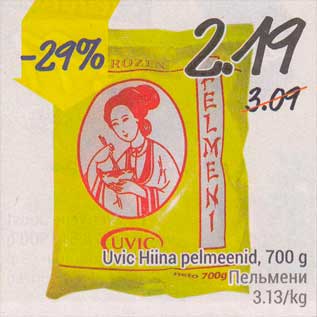 -29%
2.19
3.09
FROZEN
PELMENI
UVIC
neto 700g
Uvic Hiina pelmeenid, 700 g
Пельмени
3.13/kg